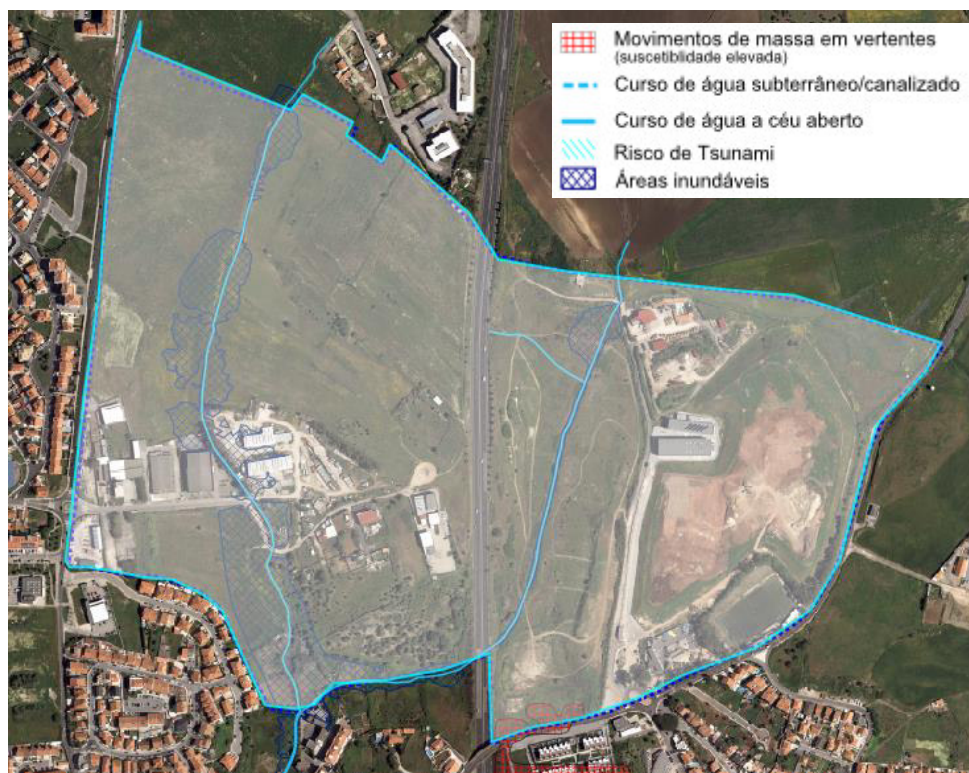 Movimentos de massa em vertentes
(suscetiblidade elevada)
Curso de água subterrâneo/canalizado
Curso de água a céu aberto
Risco de Tsunami
Áreas inundáveis